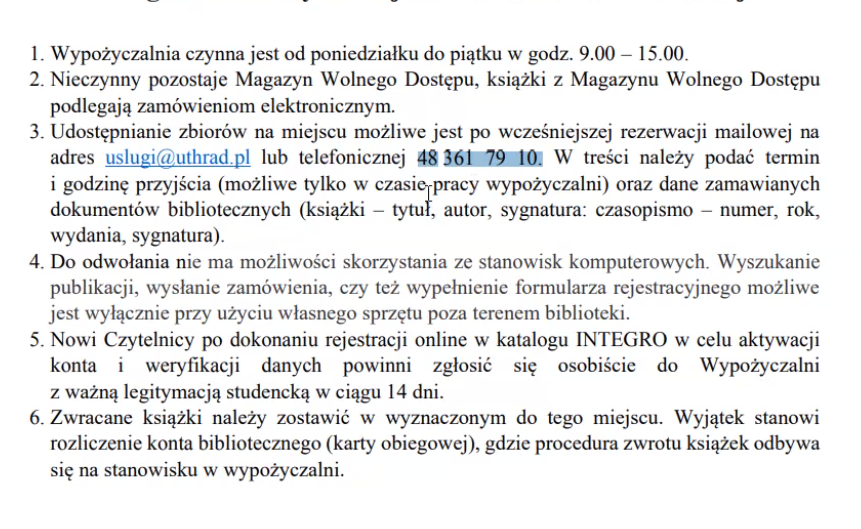 1. Wypożyczalnia czynna jest od poniedziałku do piątku w godz. 9.00 – 15.00.
2. Nieczynny pozostaje Magazyn Wolnego Dostępu, książki z Magazynu Wolnego Dostępu
podlegają zamówieniom elektronicznym.
3. Udostępnianie zbiorów na miejscu możliwe jest po wcześniejszej rezerwacji mailowej na
adres uslugi@uthrad.pl lub telefonicznej 48 361 79 10. W treści należy podać termin
i godzinę przyjścia (możliwe tylko w czasie pracy wypożyczalni) oraz dane zamawianych
dokumentów bibliotecznych (książki – tytuł, autor, sygnatura: czasopismo – numer, rok,
wydania, sygnatura).
4. Do odwołania nie ma możliwości skorzystania ze stanowisk komputerowych. Wyszukanie
publikacji, wysłanie zamówienia, czy też wypełnienie formularza rejestracyjnego możliwe
jest wyłącznie przy użyciu własnego sprzętu poza terenem biblioteki.
5. Nowi Czytelnicy po dokonaniu rejestracji online w katalogu INTEGRO w celu aktywacji
konta i weryfikacji danych powinni zgłosić się osobiście do Wypożyczalni
z ważną legitymacją studencką w ciągu 14 dni.
6. Zwracane książki należy zostawić w wyznaczonym do tego miejscu. Wyjątek stanowi
rozliczenie konta bibliotecznego (karty obiegowej), gdzie procedura zwrotu książek odbywa
się na stanowisku w wypożyczalni.